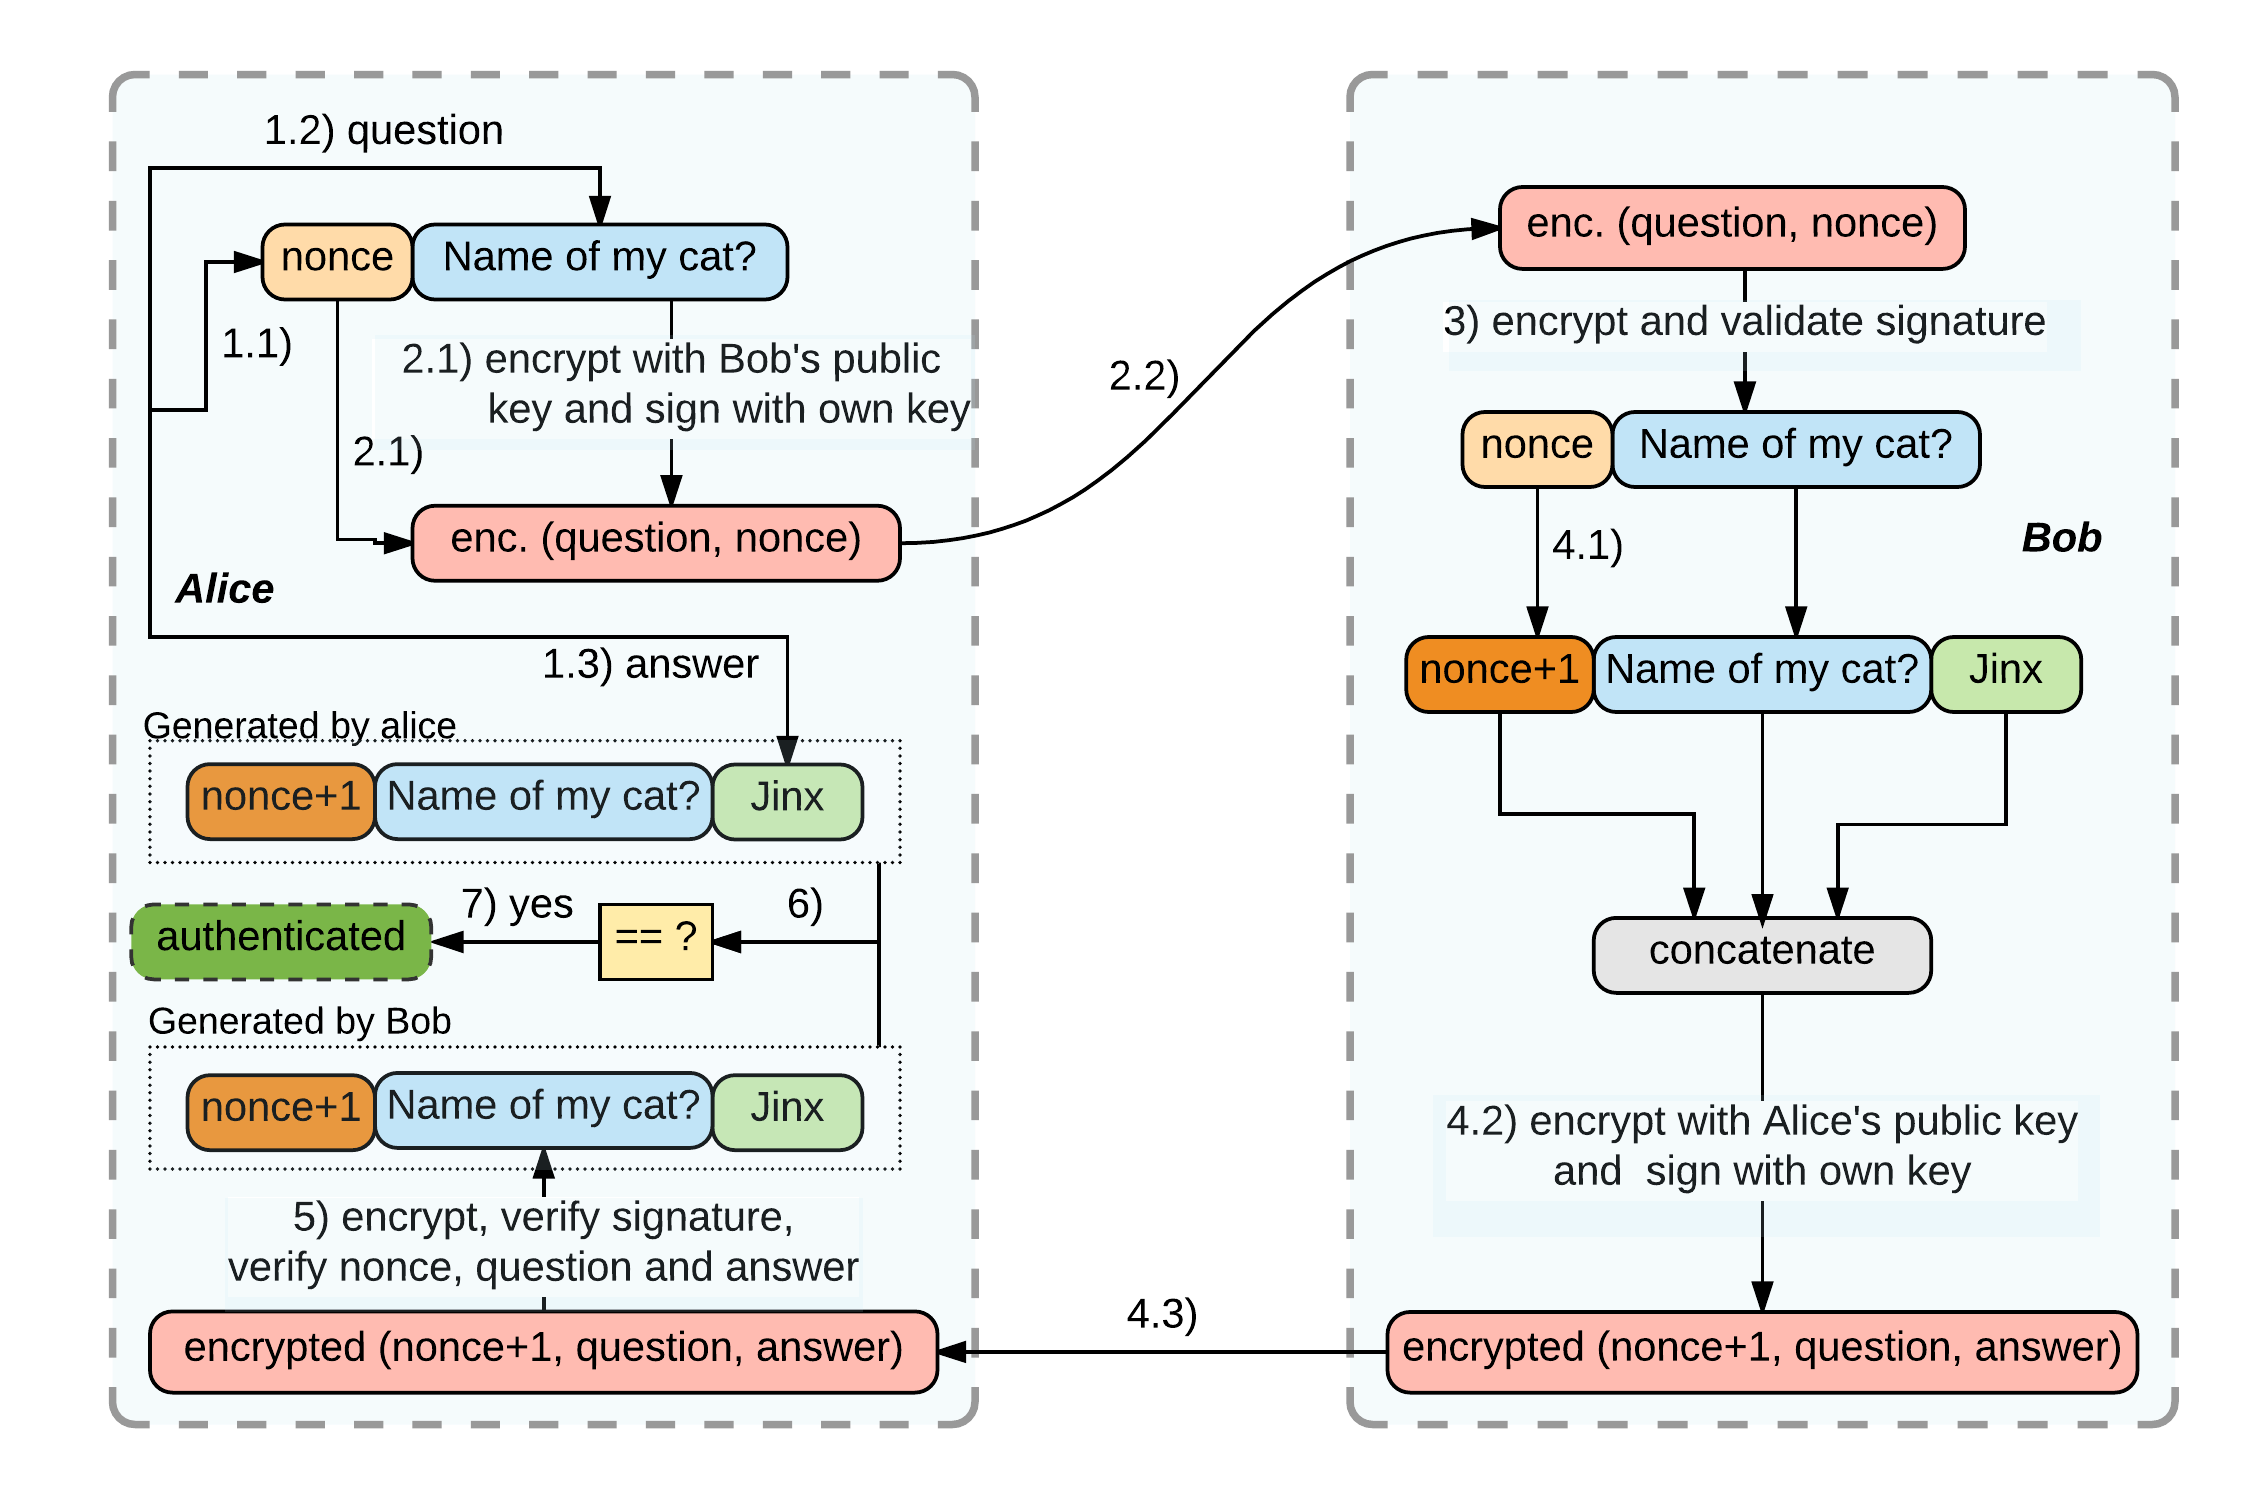 1.2) question
nonce
Name of my cat?
1.1)
2.1) encrypt with Bob's public
key and sign with own key
2.1)
enc. (question, nonce)
Alice
1.3) answer
Generated by alice
nonce+1
Name of my cat?
Jinx
authenticated
7) yes
== ?
6)
Generated by Bob
nonce+1
Name of my cat?
Jinx
5) encrypt, verify signature,
verify nonce, question and answer
encrypted (nonce+1, question, answer)
2.2)
4.3)
enc. (question, nonce)
3) encrypt and validate signature
nonce
Name of my cat?
4.1)
Bob
nonce+1
Name of my cat?
Jinx
concatenate
4.2) encrypt with Alice's public key
and  sign with own key
encrypted (nonce+1, question, answer)